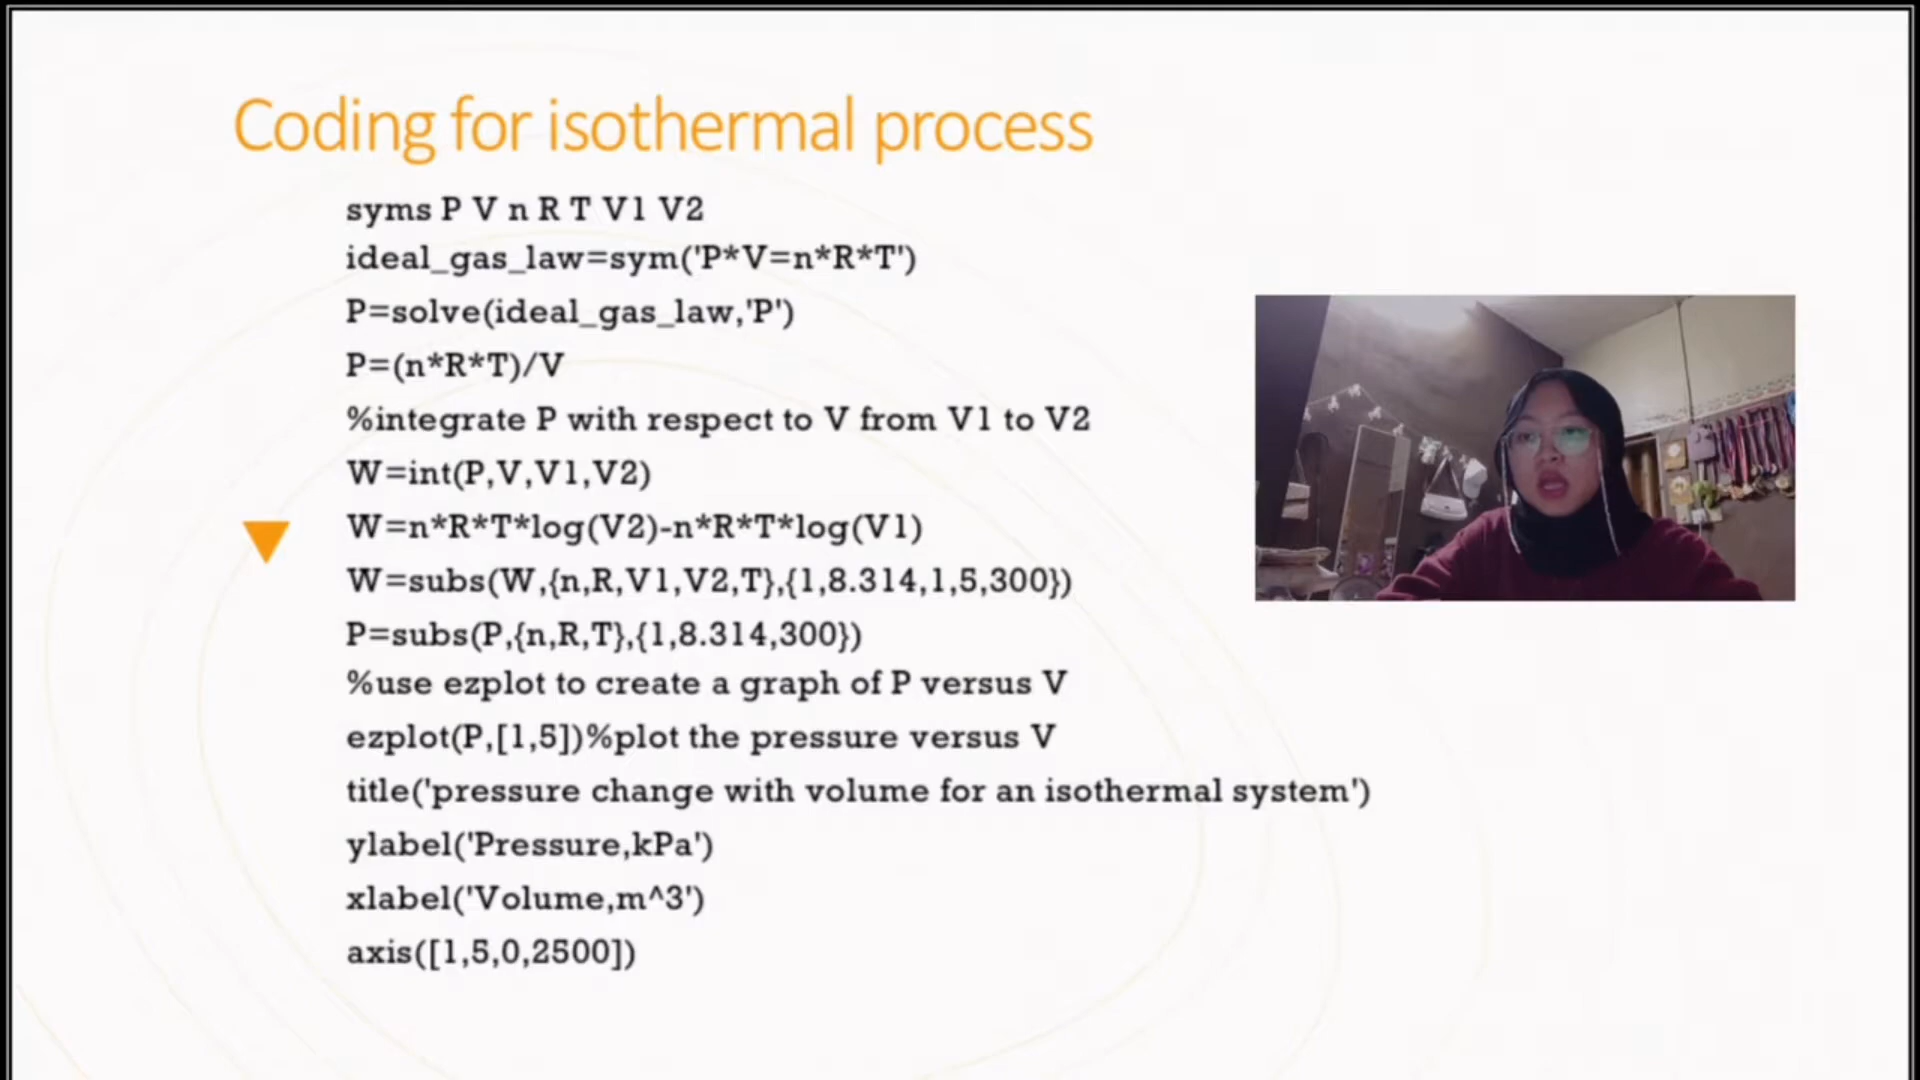 Coding for isothermal process
syms P V n R T V1 V2
ideal_gas_law=sym('P*V=n*R*T')
P=solve(ideal_gas_law,'P')
P=(n*R*T)/V
%integrate P with respect to V from V1 to V2
W=int(P,V,V1,V2)
W=n*R*T*log(V2)-n*R*T*log(V1)
W=subs(W,{n,R,V1,V2,T},{1,8.314,1,5,300})
P=subs(P,{n,R,T},{1,8.314,300})
%use ezplot to create a graph of P versus V
ezplot(P,[1,5])%plot the pressure versus V
title('pressure change with volume for an isothermal system')
ylabel('Pressure,kPa')
xlabel('Volume,m^3')
axis([1,5,0,2500])